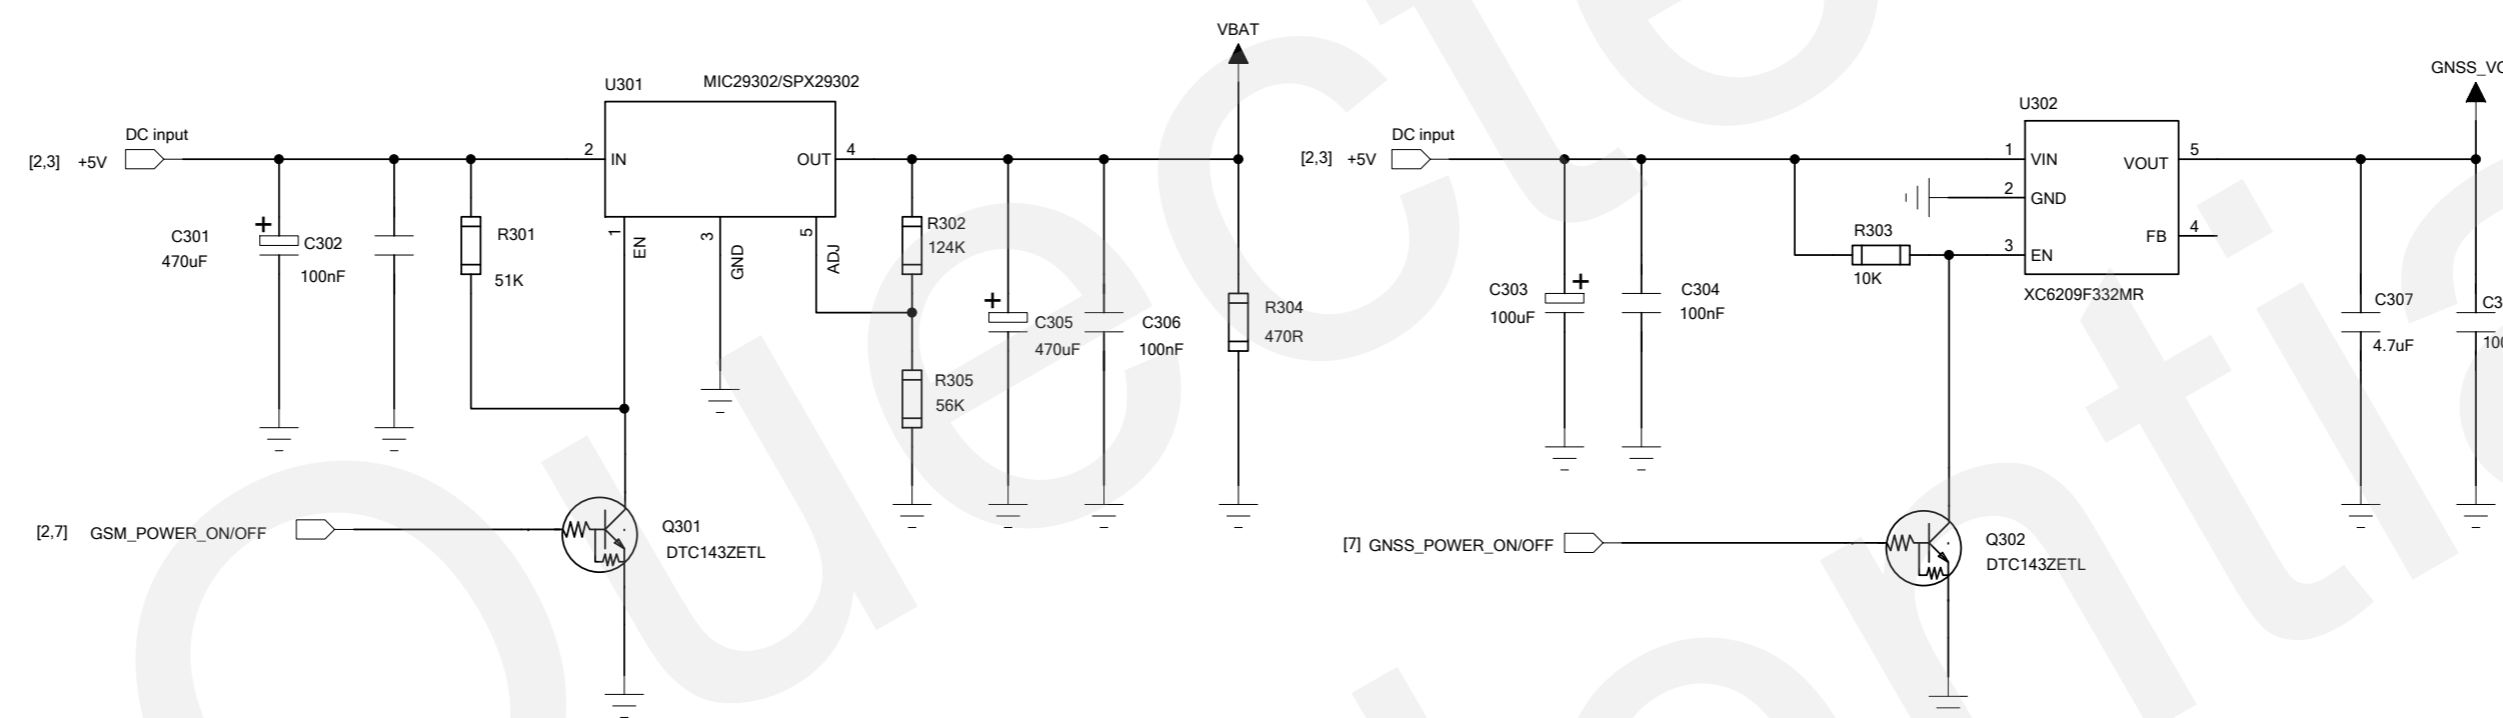 VBAT
U301
MIC29302/SPX29302
DC input
[2,3] +5V
2
IN
OUT
4
1
EN
3
GND
5
ADJ
+
C301
470uF
C302
100nF
R301
51K
R302
124K
+
C305
470uF
C306
100nF
R304
470R
R305
56K
[2,7] GSM_POWER_ON/OFF
Q301
DTC143ZETL
GNSS_VC
U302
DC input
[2,3] +5V
1
VIN
VOUT
5
2
GND
FB
4
3
EN
R303
10K
XC6209F332MR
+
C303
100uF
C304
100nF
C307
4.7uF
C3
100
[7] GNSS_POWER_ON/OFF
Q302
DTC143ZETL